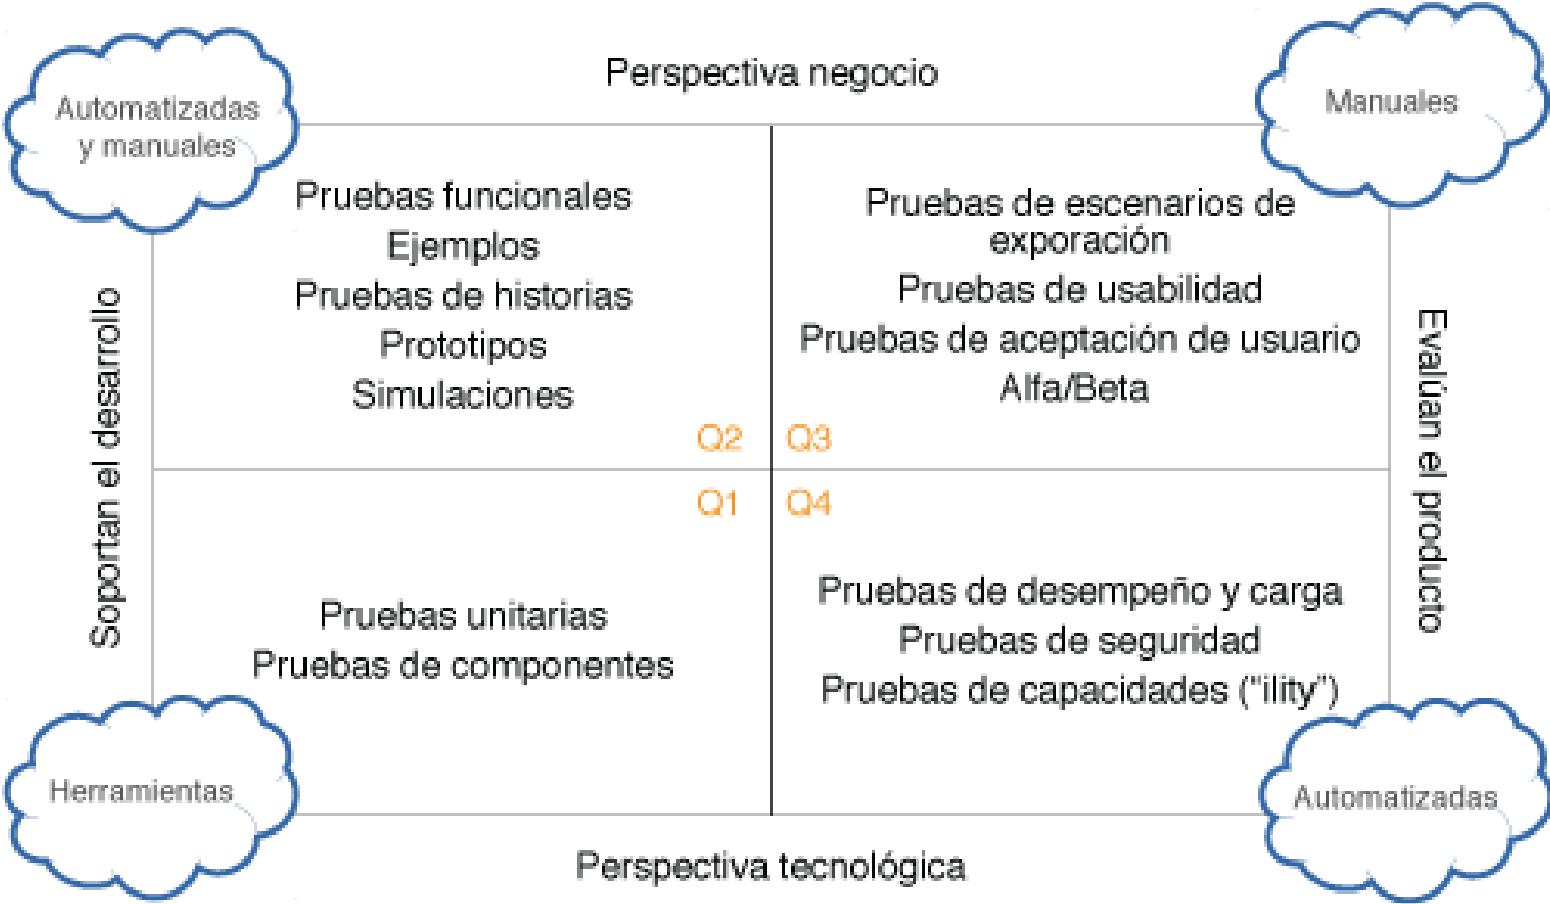 Perspectiva negocio
Automatizadas
y manuales
Manuales
Pruebas funcionales
Ejemplos
Pruebas de historias
Prototipos
Simulaciones
Q2
Pruebas de escenarios de
exporación
Pruebas de usabilidad
Pruebas de aceptación de usuario
Alfa/Beta
Q3
Soportan el desarrollo
Evalúan el producto
Q1
Pruebas unitarias
Pruebas de componentes
Q4
Pruebas de desempeño y carga
Pruebas de seguridad
Pruebas de capacidades (“ility”)
Herramientas
Automatizadas
Perspectiva tecnológica